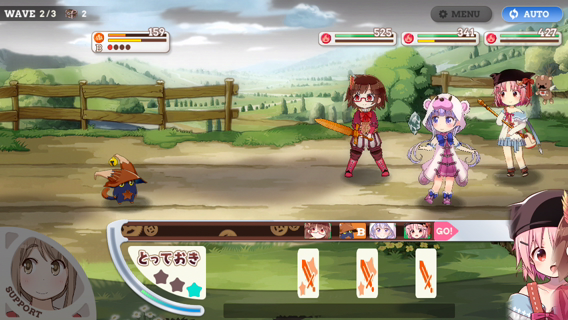 WAVE 2/3 2
MENU
AUTO
159
B
525
341
427
B
GO!
とっておき
SUPPORT